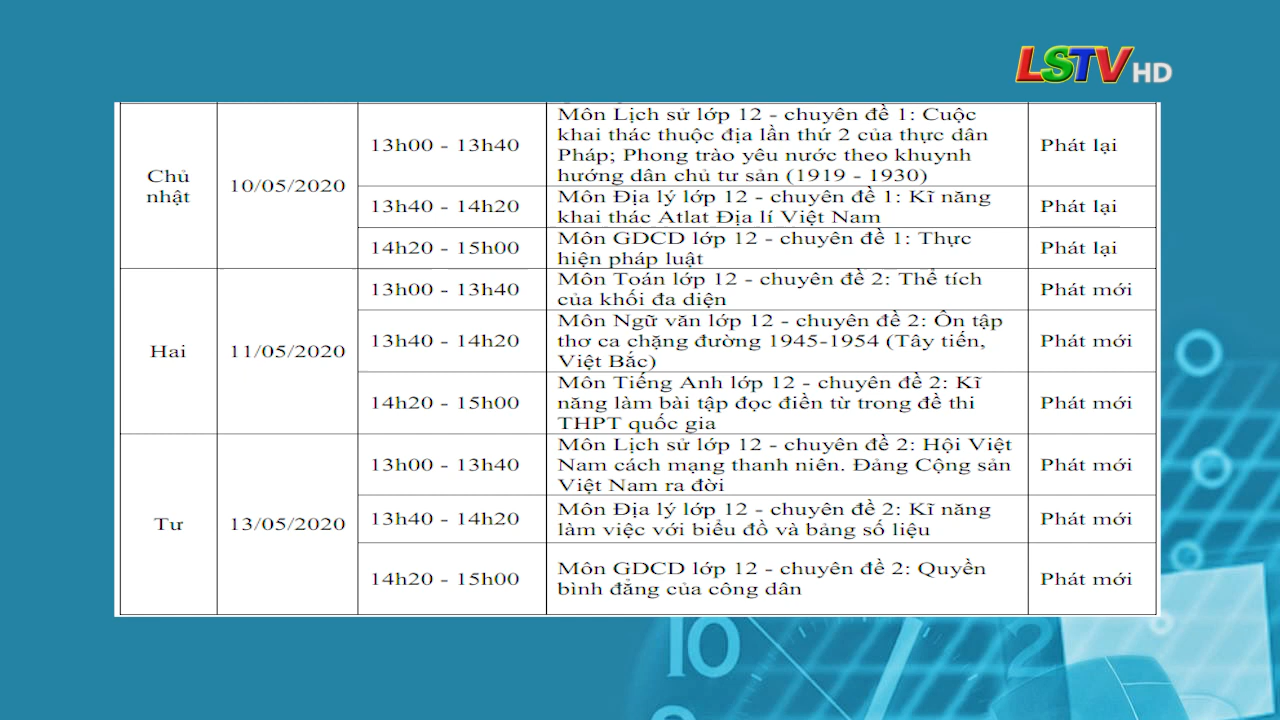 LSTV HD
Chủ
nhật
10/05/2020
13h00 - 13h40
Môn Lịch sử lớp 12 - chuyên đề 1: Cuộc
khai thác thuộc địa lần thứ 2 của thực dân
Pháp; Phong trào yêu nước theo khuynh
hướng dân chủ tư sản (1919 - 1930)
Phát lại
13h40 - 14h20
Môn Địa lý lớp 12 - chuyên đề 1: Kĩ năng
khai thác Atlat Địa lí Việt Nam
Phát lại
14h20 - 15h00
Môn GDCD lớp 12 - chuyên đề 1: Thực
hiện pháp luật
Phát lại
Hai
11/05/2020
13h00 - 13h40
Môn Toán lớp 12 - chuyên đề 2: Thể tích
của khối đa diện
Phát mới
13h40 - 14h20
Môn Ngữ văn lớp 12 - chuyên đề 2: Ôn tập
thơ ca chặng đường 1945-1954 (Tây tiến,
Việt Bắc)
Phát mới
14h20 - 15h00
Môn Tiếng Anh lớp 12 - chuyên đề 2: Kĩ
năng làm bài tập đọc điền từ trong đề thi
THPT quốc gia
Phát mới
Tư
13/05/2020
13h00 - 13h40
Môn Lịch sử lớp 12 - chuyên đề 2: Hội Việt
Nam cách mạng thanh niên. Đảng Cộng sản
Việt Nam ra đời
Phát mới
13h40 - 14h20
Môn Địa lý lớp 12 - chuyên đề 2: Kĩ năng
làm việc với biểu đồ và bảng số liệu
Phát mới
14h20 - 15h00
Môn GDCD lớp 12 - chuyên đề 2: Quyền
bình đẳng của công dân
Phát mới
10
12